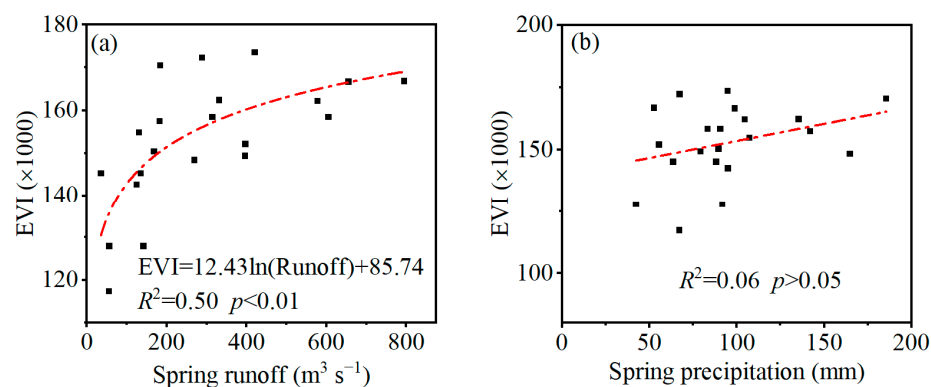 (a)
180
160
140
120
EVI (×1000)
EVI=12.43ln(Runoff)+85.74
R²=0.50 p<0.01
0 200 400 600 800
Spring runoff (m³ s⁻¹)
(b)
200
150
100
EVI (×1000)
R²=0.06 p>0.05
0 50 100 150 200
Spring precipitation (mm)